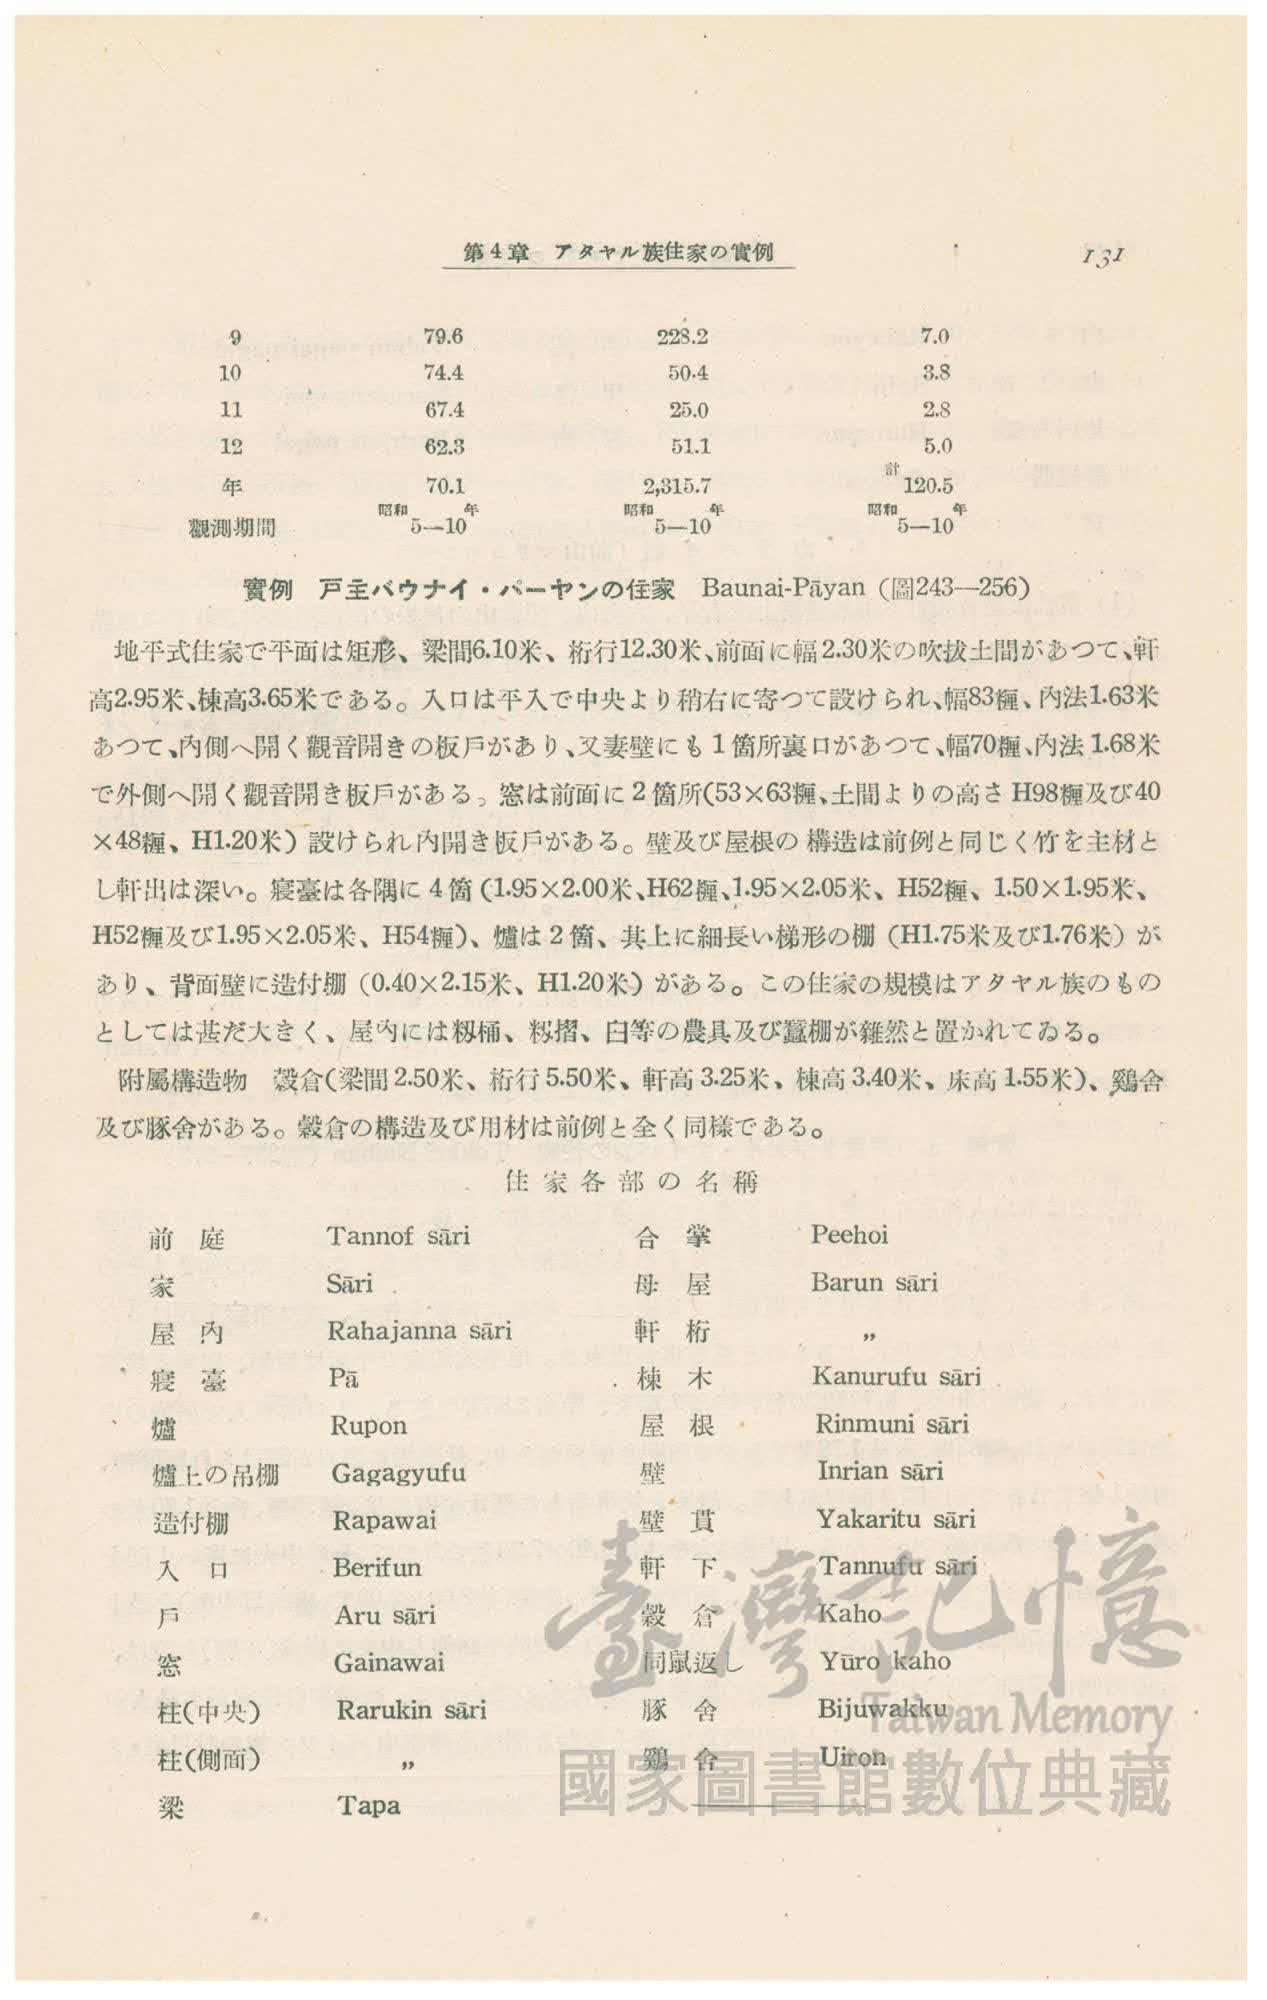 第4章 アタヤル族住家の實例 131
9 79.6 228.2 7.0
10 74.4 50.4 3.8
11 67.4 25.0 2.8
12 62.3 51.1 5.0
年 70.1 2,315.7 計120.5
觀測期間 昭和5—10年 昭和5—10年 昭和5—10年
實例 戸主バウナイ・パーヤンの住家 Baunai-Pāyan (圖243—256)
地平式住家で平面は矩形、梁間6.10米、桁行12.30米、前面に幅2.30米の吹拔土間があつて、軒
高2.95米、棟高3.65米である。入口は平入で中央より稍右に寄つて設けられ、幅83糎、內法1.63米
あつて、內側へ開く觀音開きの板戸があり、又妻壁にも1箇所裏口があつて、幅70糎、內法1.68米
で外側へ開く觀音開き板戸がある。窓は前面に2箇所(53×63糎、土間よりの高さH98糎及び40
×48糎、H1.20米)設けられ內開き板戸がある。壁及び屋根の構造は前例と同じく竹を主材と
し軒出は深い。寢臺は各隅に4箇(1.95×2.00米、H62糎、1.95×2.05米、H52糎、1.50×1.95米、
H52糎及び1.95×2.05米、H54糎)、爐は2箇、其上に細長い梯形の棚(H1.75米及び1.76米)が
あり、背面壁に造付棚(0.40×2.15米、H1.20米)がある。この住家の規模はアタヤル族のもの
としては甚だ大きく、屋內には籾桶、籾摺、臼等の農具及び蠶棚が雜然と置かれてゐる。
附屬構造物 穀倉(梁間2.50米、桁行5.50米、軒高3.25米、棟高3.40米、床高1.55米)、鷄舍
及び豚舍がある。穀倉の構造及び用材は前例と全く同樣である。
住家各部の名稱
前庭 Tannof sāri 合掌 Peehoi
家 Sāri 母屋 Barun sāri
屋內 Rahajanna sāri 軒桁 〃
寢臺 Pā 棟木 Kanurufu sāri
爐 Rupon 屋根 Rinmuni sāri
爐上の吊棚 Gagagyufu 壁 Inrian sāri
造付棚 Rapawai 壁貫 Yakaritu sāri
入口 Berifun 軒下 Tannufu sāri
戸 Aru sāri 穀倉 Kaho
窓 Gainawai 同鼠返し Yūro kaho
柱(中央) Rarukin sāri 豚舍 Bijuwakku
柱(側面) 〃 鷄舍 Uiron
梁 Tapa
臺灣記憶
Taiwan Memory
國家圖書館數位典藏